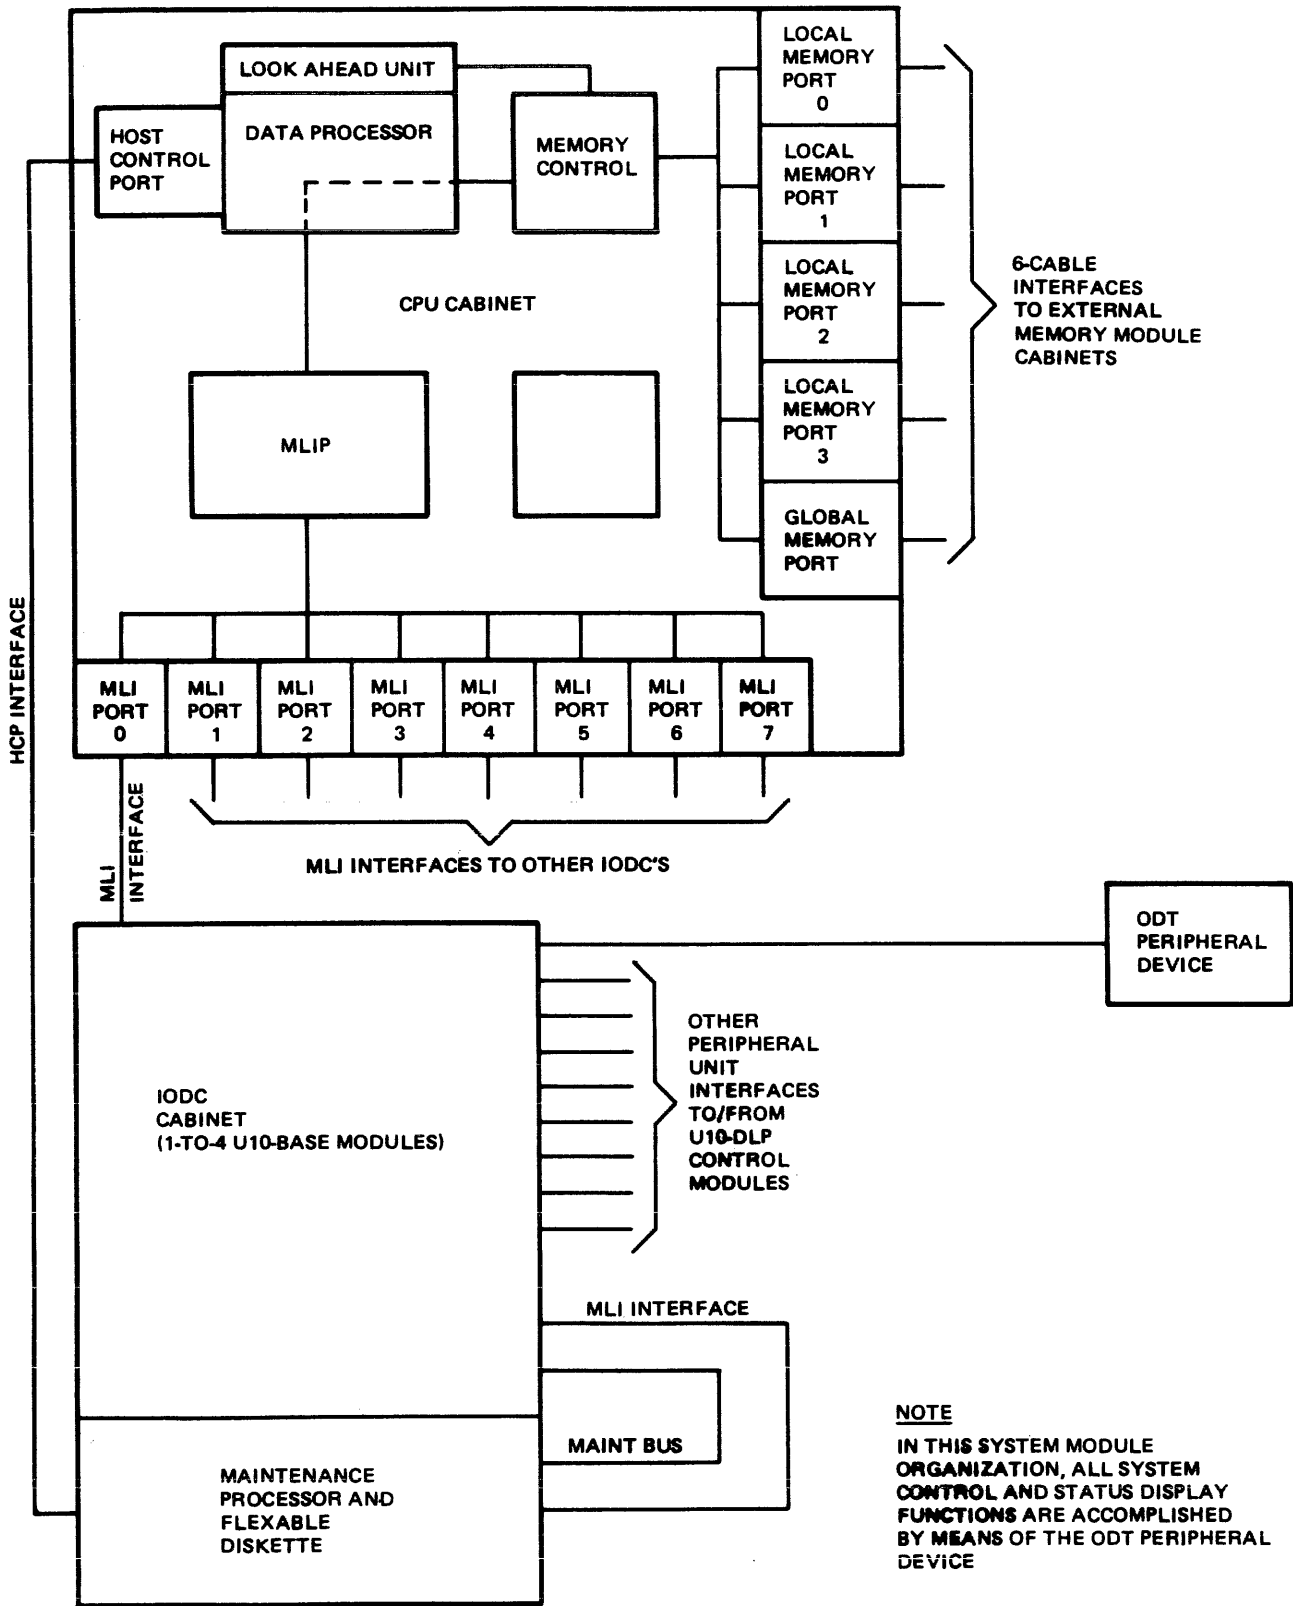 LOOK AHEAD UNIT
DATA PROCESSOR
HOST
CONTROL
PORT
MEMORY
CONTROL
LOCAL
MEMORY
PORT
0
LOCAL
MEMORY
PORT
1
LOCAL
MEMORY
PORT
2
LOCAL
MEMORY
PORT
3
GLOBAL
MEMORY
PORT
6-CABLE
INTERFACES
TO EXTERNAL
MEMORY MODULE
CABINETS
CPU CABINET
MLIP
HCP INTERFACE
MLI
PORT
0
MLI
PORT
1
MLI
PORT
2
MLI
PORT
3
MLI
PORT
4
MLI
PORT
5
MLI
PORT
6
MLI
PORT
7
MLI
INTERFACE
MLI INTERFACES TO OTHER IODC'S
ODT
PERIPHERAL
DEVICE
OTHER
PERIPHERAL
UNIT
INTERFACES
TO/FROM
U10-DLP
CONTROL
MODULES
IODC
CABINET
(1-TO-4 U10-BASE MODULES)
MLI INTERFACE
MAINT BUS
MAINTENANCE
PROCESSOR AND
FLEXABLE
DISKETTE
NOTE
IN THIS SYSTEM MODULE
ORGANIZATION, ALL SYSTEM
CONTROL AND STATUS DISPLAY
FUNCTIONS ARE ACCOMPLISHED
BY MEANS OF THE ODT PERIPHERAL
DEVICE